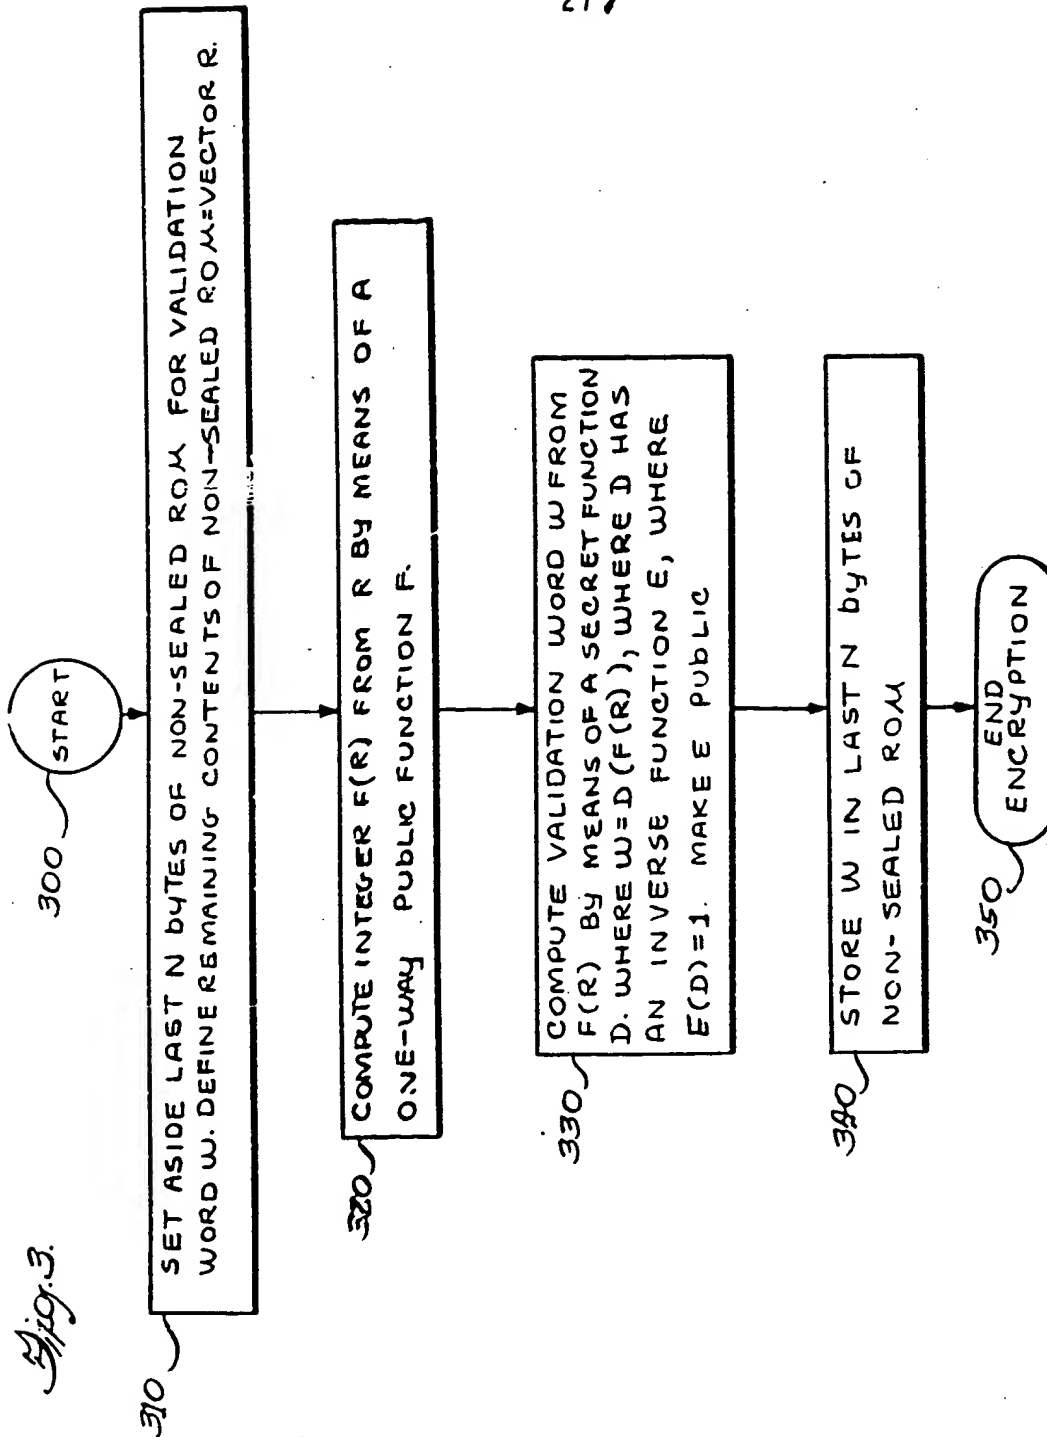 Fig. 3.
300
START
310
SET ASIDE LAST N bYTES OF NON-SEALED ROM FOR VALIDATION
WORD W. DEFINE REMAINING CONTENTS OF NON-SEALED ROM=VECTOR R.
320
COMPUTE INTEGER F(R) FROM R BY MEANS OF A
ONE-WAY PUBLIC FUNCTION F.
330
COMPUTE VALIDATION WORD W FROM
F(R) BY MEANS OF A SECRET FUNCTION
D. WHERE W=D(F(R)), WHERE D HAS
AN INVERSE FUNCTION E, WHERE
E(D)=1. MAKE E PUBLIC
340
STORE W IN LAST N bYTES OF
NON-SEALED ROM
350
END
ENCRYPTION